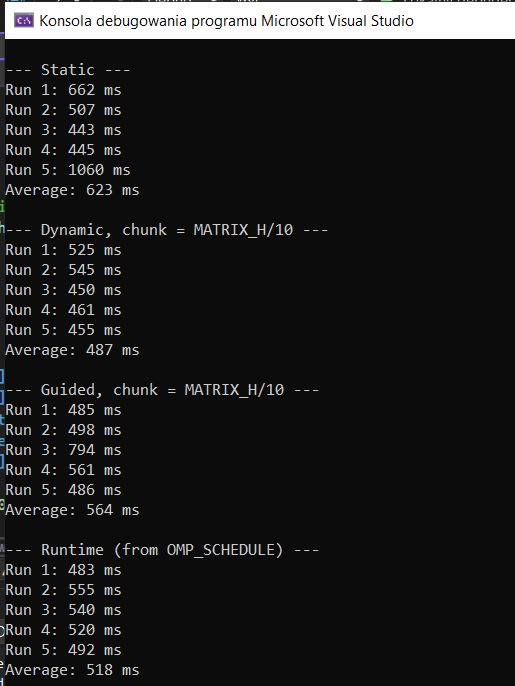 Konsola debugowania programu Microsoft Visual Studio
--- Static ---
Run 1: 662 ms
Run 2: 507 ms
Run 3: 443 ms
Run 4: 445 ms
Run 5: 1060 ms
Average: 623 ms
--- Dynamic, chunk = MATRIX_H/10 ---
Run 1: 525 ms
Run 2: 545 ms
Run 3: 450 ms
Run 4: 461 ms
Run 5: 455 ms
Average: 487 ms
--- Guided, chunk = MATRIX_H/10 ---
Run 1: 485 ms
Run 2: 498 ms
Run 3: 794 ms
Run 4: 561 ms
Run 5: 486 ms
Average: 564 ms
--- Runtime (from OMP_SCHEDULE) ---
Run 1: 483 ms
Run 2: 555 ms
Run 3: 540 ms
Run 4: 520 ms
Run 5: 492 ms
Average: 518 ms